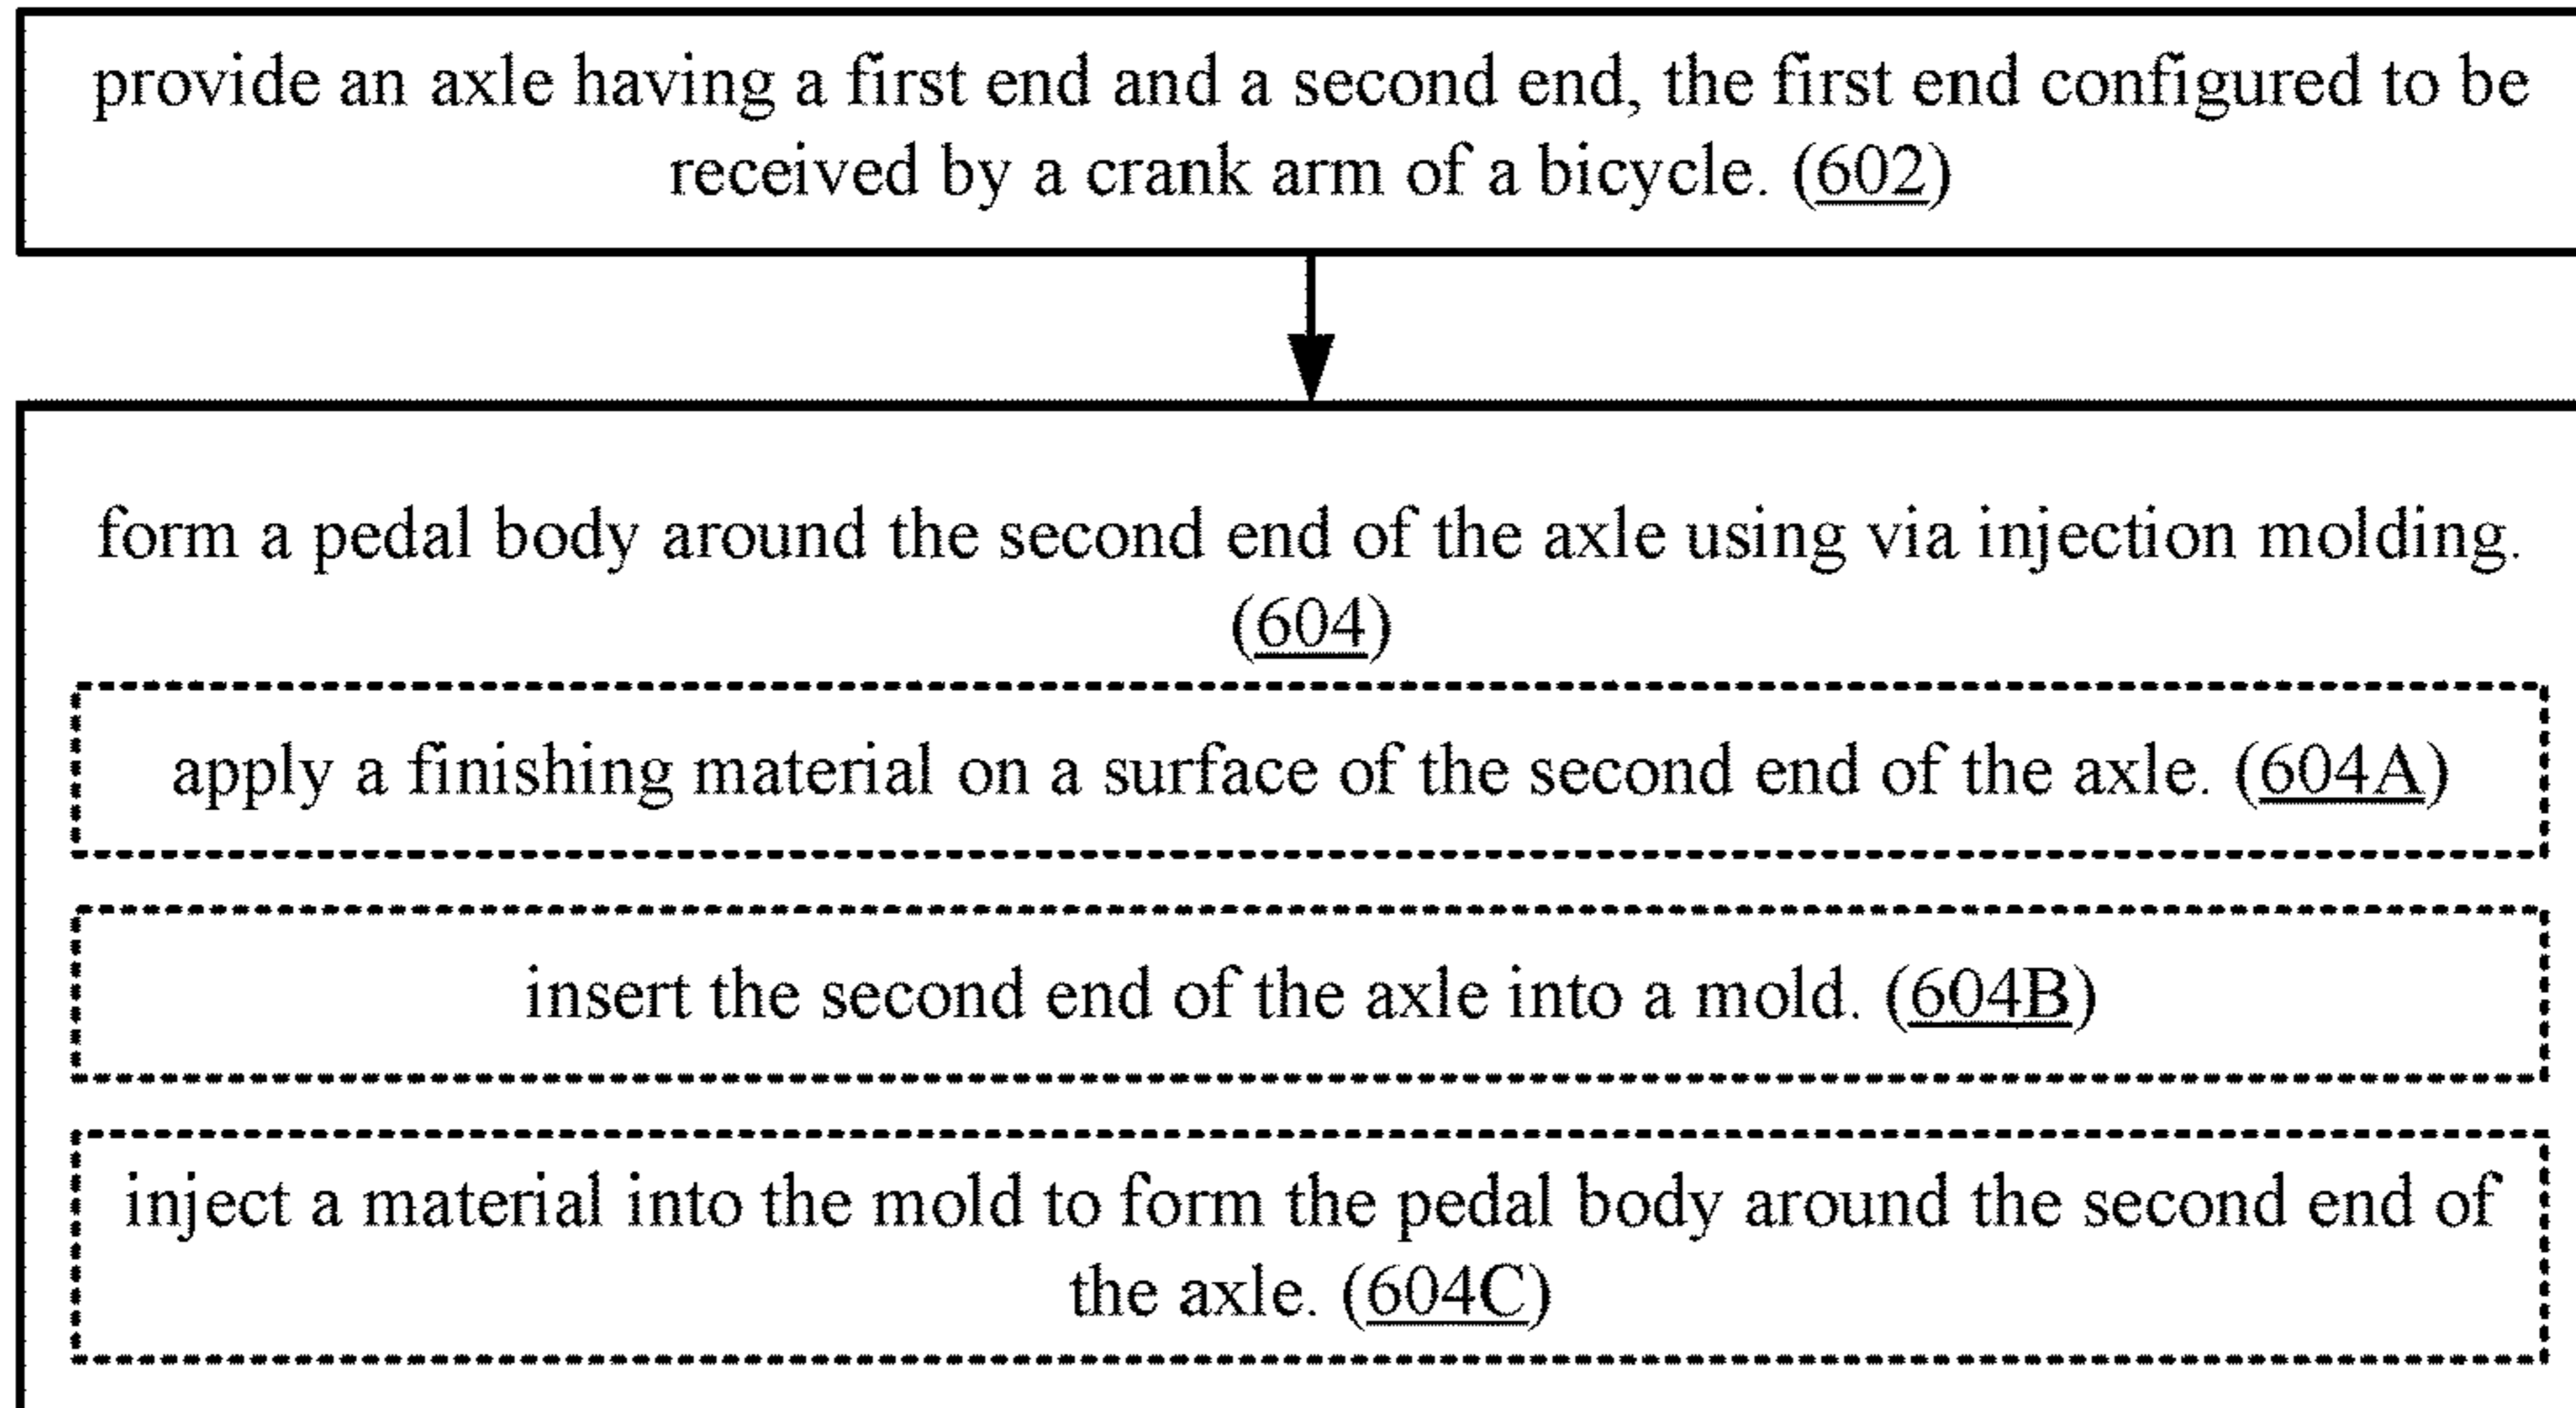 provide an axle having a first end and a second end, the first end configured to be
received by a crank arm of a bicycle. (602)
form a pedal body around the second end of the axle using via injection molding.
(604)
apply a finishing material on a surface of the second end of the axle. (604A)
insert the second end of the axle into a mold. (604B)
inject a material into the mold to form the pedal body around the second end of
the axle. (604C)